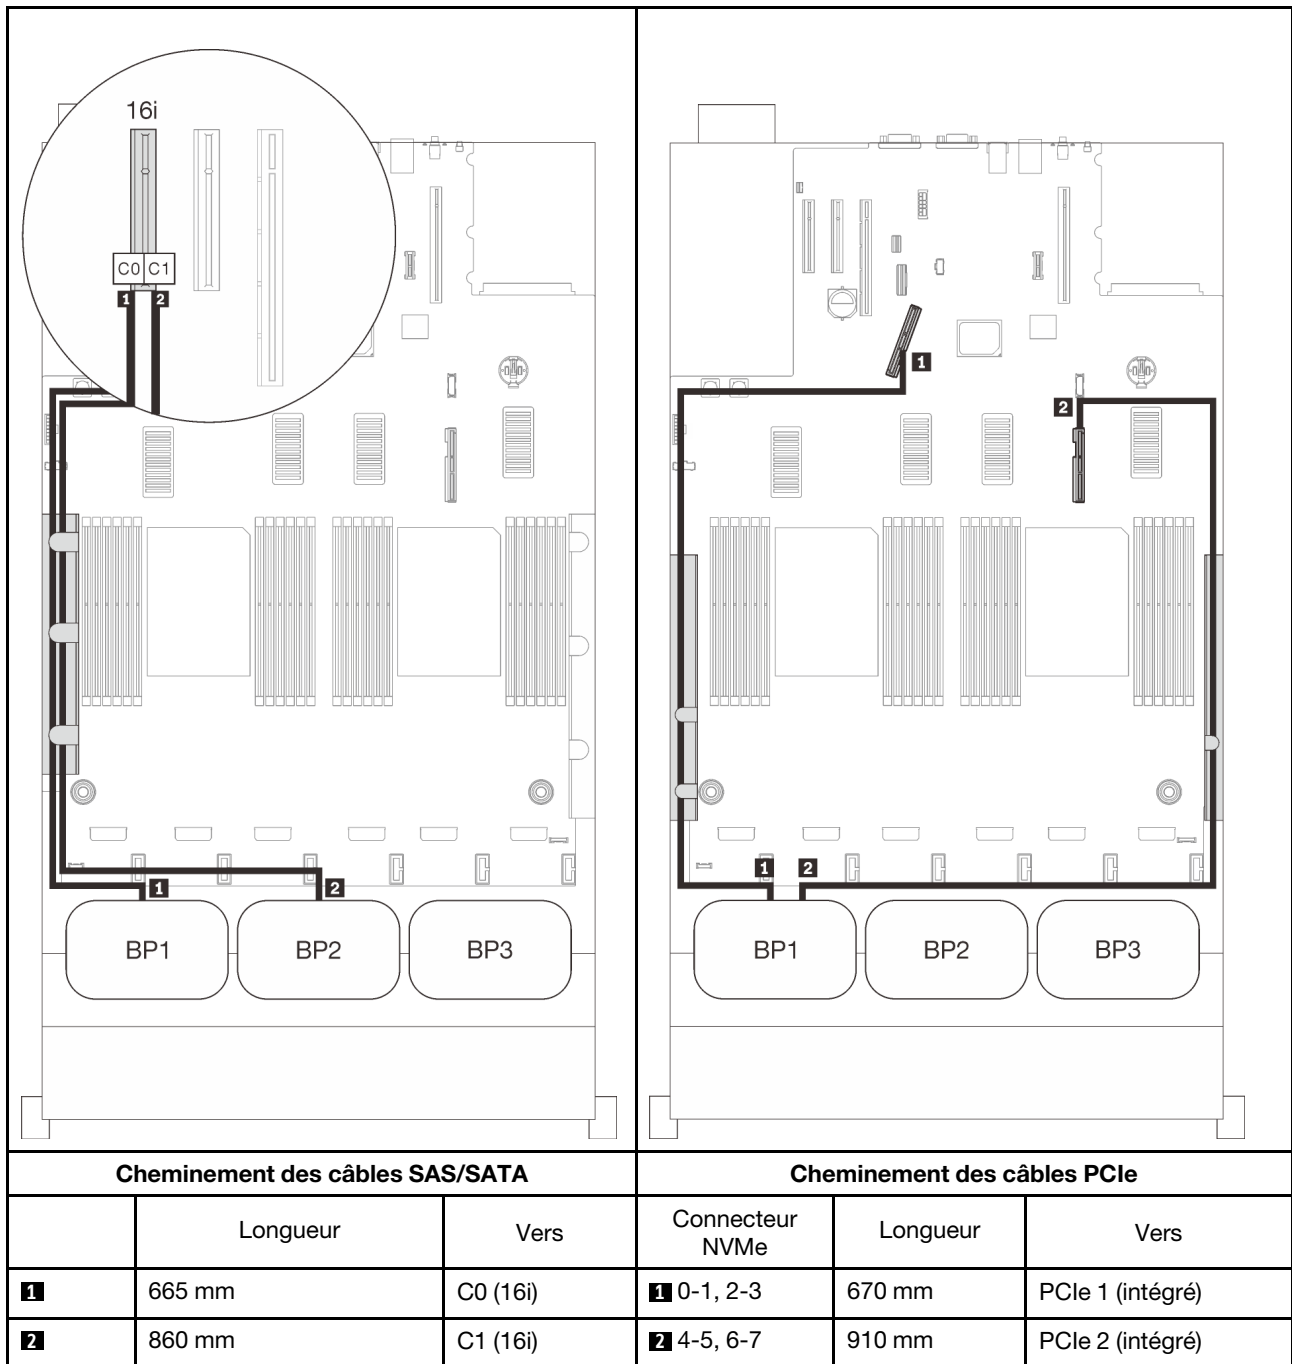 16i
C0 C1
1 2
1 2
BP1 BP2 BP3
1
2
1 2
BP1 BP2 BP3
Cheminement des câbles SAS/SATA
Longueur Vers
1 665 mm C0 (16i)
2 860 mm C1 (16i)
Cheminement des câbles PCIe
Connecteur
NVMe
Longueur Vers
1 0-1, 2-3 670 mm PCIe 1 (intégré)
2 4-5, 6-7 910 mm PCIe 2 (intégré)